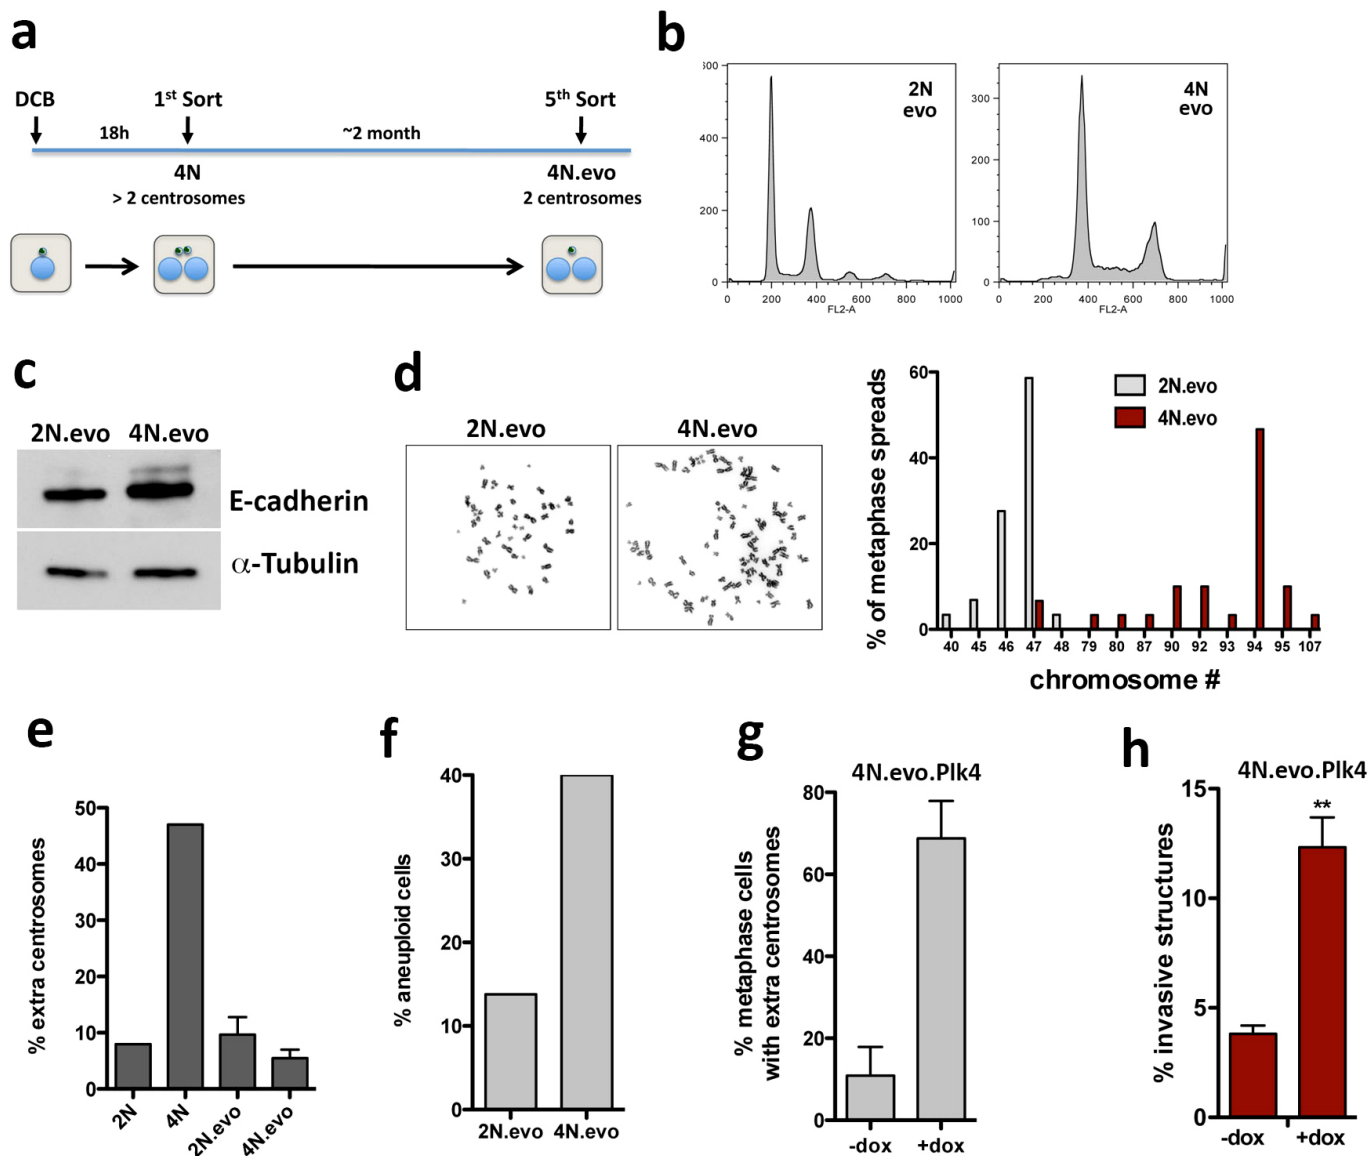 a
DCB
1st Sort
5th Sort
18h
~2 month
4N
4N.evo
> 2 centrosomes
2 centrosomes
b
2N
evo
600
400
200
0
0 200 400 600 800 1000
FL2-A
4N
evo
300
200
100
0
0 200 400 600 800 1000
FL2-A
c
2N.evo 4N.evo
E-cadherin
α-Tubulin
d
2N.evo
4N.evo
% of metaphase spreads
60
40
20
0
2N.evo
4N.evo
40 45 46 47 48 79 80 87 90 92 93 94 95 107
chromosome #
e
% extra centrosomes
50
40
30
20
10
0
2N 4N 2N.evo 4N.evo
f
% aneuploid cells
40
30
20
10
0
2N.evo 4N.evo
g
4N.evo.Plk4
% metaphase cells
with extra centrosomes
80
60
40
20
0
-dox +dox
h
4N.evo.Plk4
% invasive structures
15
10
5
0
**
-dox +dox